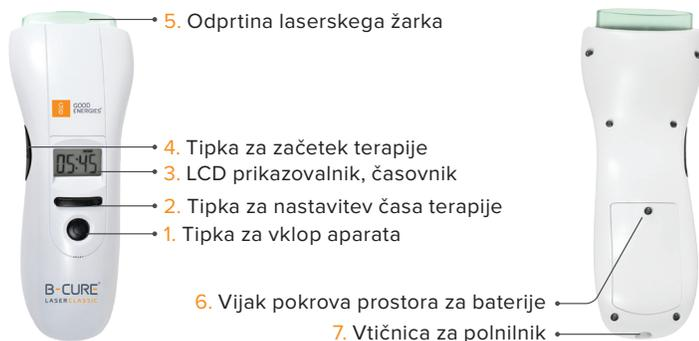 5. Odprtina laserskega žarka
GOOD
ENERGIES®
4. Tipka za začetek terapije
05:45
3. LCD prikazovalnik, časovnik
2. Tipka za nastavitev časa terapije
1. Tipka za vklop aparata
B-CURE®
LASER CLASSIC
6. Vijak pokrova prostora za baterije
7. Vtičnica za polnilnik